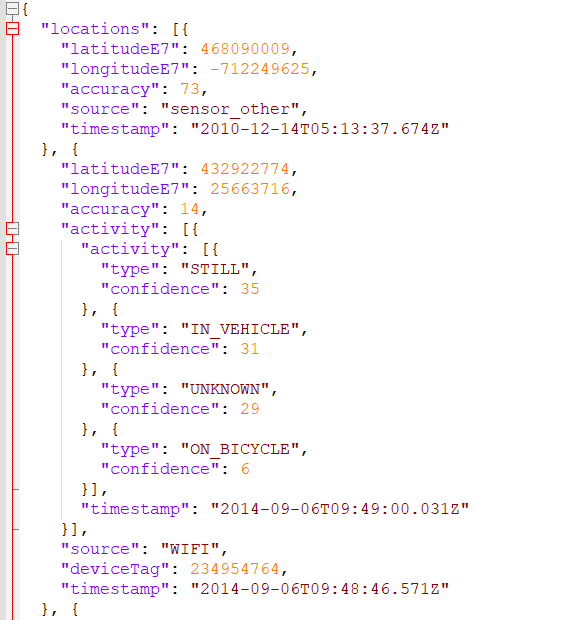 {
  "locations": [{
    "latitudeE7": 468090009,
    "longitudeE7": -712249625,
    "accuracy": 73,
    "source": "sensor_other",
    "timestamp": "2010-12-14T05:13:37.674Z"
  }, {
    "latitudeE7": 432922774,
    "longitudeE7": 25663716,
    "accuracy": 14,
    "activity": [{
      "activity": [{
        "type": "STILL",
        "confidence": 35
      }, {
        "type": "IN_VEHICLE",
        "confidence": 31
      }, {
        "type": "UNKNOWN",
        "confidence": 29
      }, {
        "type": "ON_BICYCLE",
        "confidence": 6
      }],
      "timestamp": "2014-09-06T09:49:00.031Z"
    }],
    "source": "WIFI",
    "deviceTag": 234954764,
    "timestamp": "2014-09-06T09:48:46.571Z"
  }, {